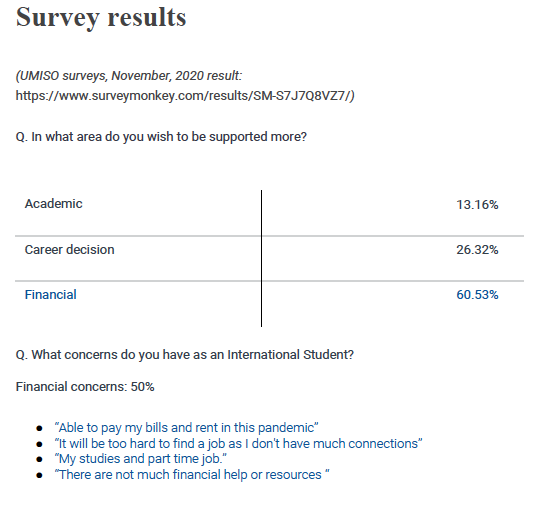 Survey results
(UMISO surveys, November, 2020 result:
https://www.surveymonkey.com/results/SM-S7J7Q8VZ7/)
Q. In what area do you wish to be supported more?
Academic 13.16%
Career decision 26.32%
Financial 60.53%
Q. What concerns do you have as an International Student?
Financial concerns: 50%
● “Able to pay my bills and rent in this pandemic”
● “It will be too hard to find a job as I don't have much connections”
● “My studies and part time job.”
● “There are not much financial help or resources “